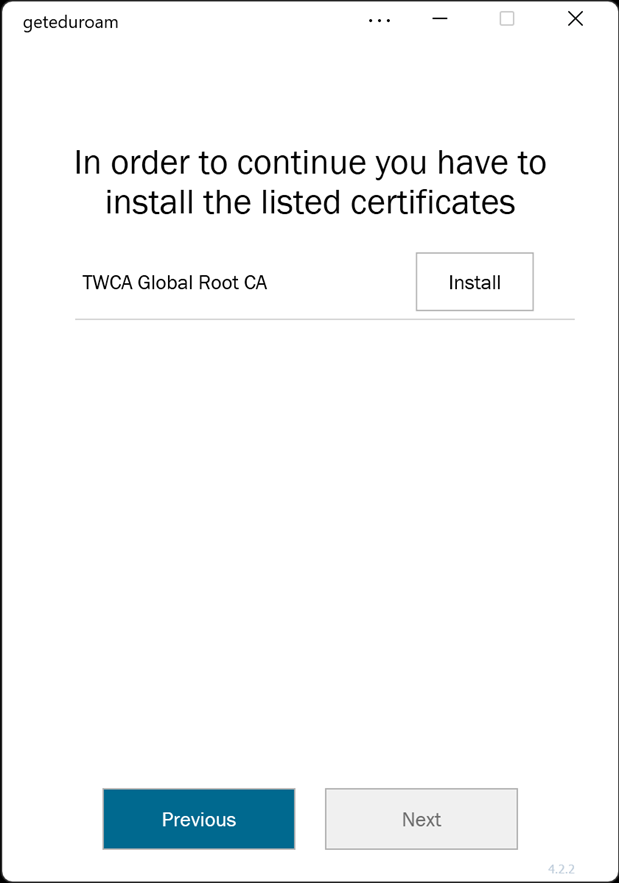 geteduroam
In order to continue you have to
install the listed certificates
TWCA Global Root CA
Install
Previous
Next
4.2.2